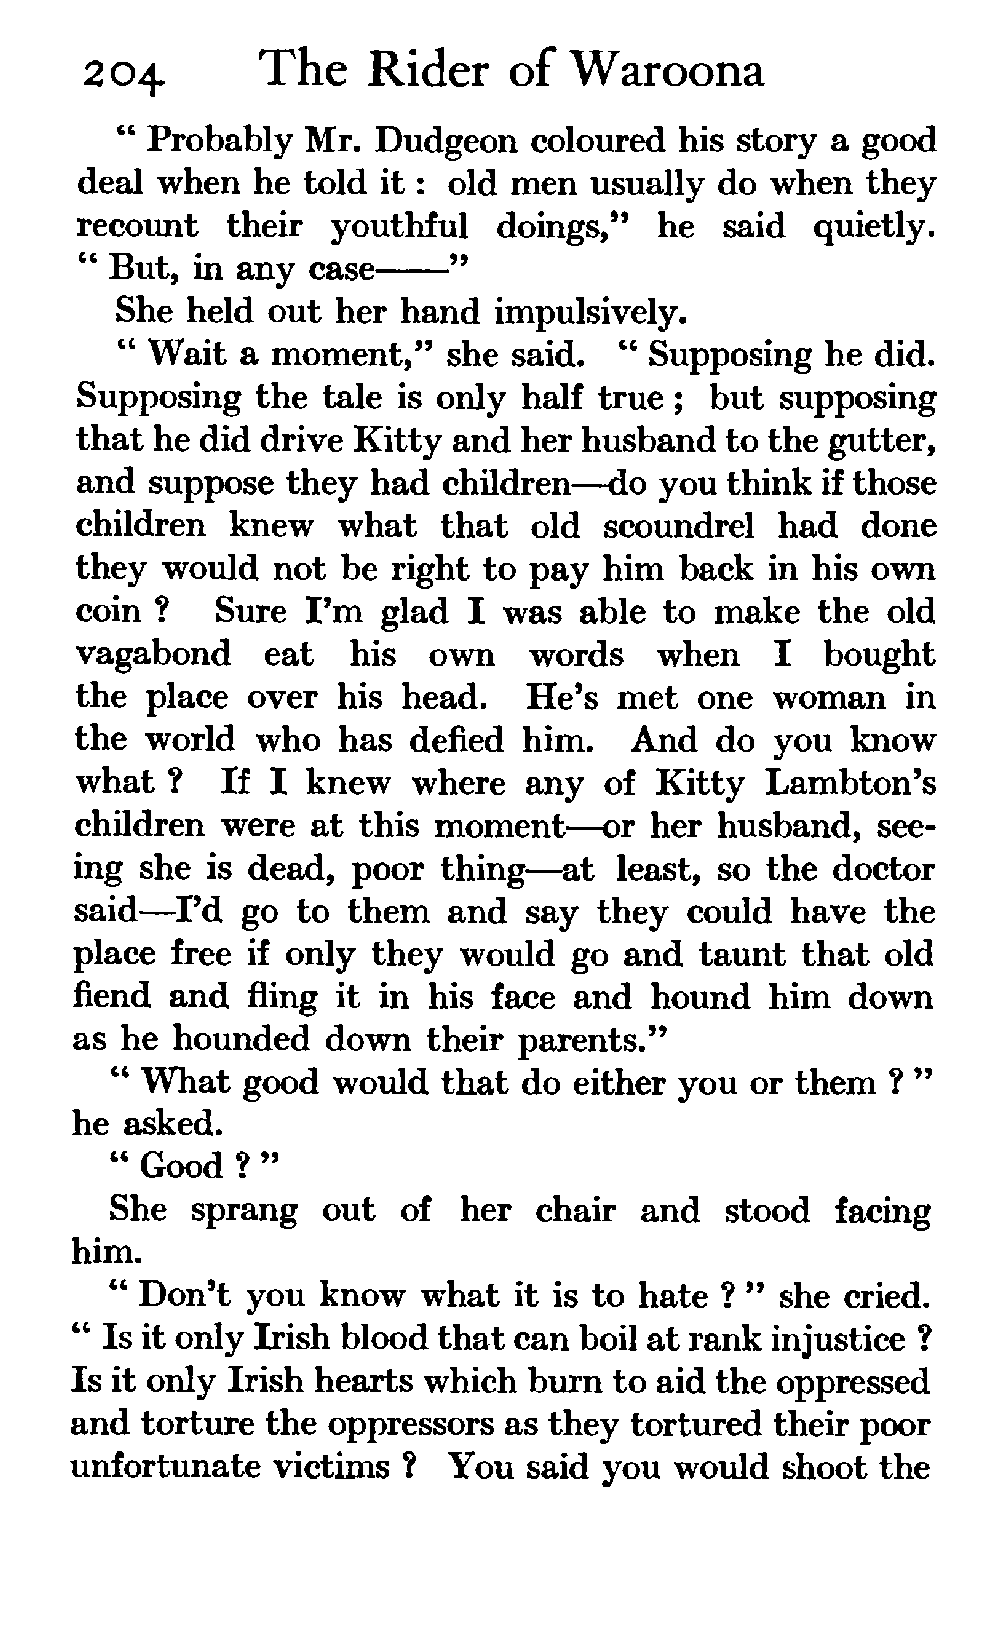 204 The Rider of Waroona
“ Probably Mr. Dudgeon coloured his story a good
deal when he told it : old men usually do when they
recount their youthful doings,” he said quietly.
“ But, in any case——”
She held out her hand impulsively.
“ Wait a moment,” she said. “ Supposing he did.
Supposing the tale is only half true ; but supposing
that he did drive Kitty and her husband to the gutter,
and suppose they had children—do you think if those
children knew what that old scoundrel had done
they would not be right to pay him back in his own
coin ? Sure I’m glad I was able to make the old
vagabond eat his own words when I bought
the place over his head. He’s met one woman in
the world who has defied him. And do you know
what ? If I knew where any of Kitty Lambton’s
children were at this moment—or her husband, see-
ing she is dead, poor thing—at least, so the doctor
said—I’d go to them and say they could have the
place free if only they would go and taunt that old
fiend and fling it in his face and hound him down
as he hounded down their parents.”
“ What good would that do either you or them ? ”
he asked.
“ Good ? ”
She sprang out of her chair and stood facing
him.
“ Don’t you know what it is to hate ? ” she cried.
“ Is it only Irish blood that can boil at rank injustice ?
Is it only Irish hearts which burn to aid the oppressed
and torture the oppressors as they tortured their poor
unfortunate victims ? You said you would shoot the